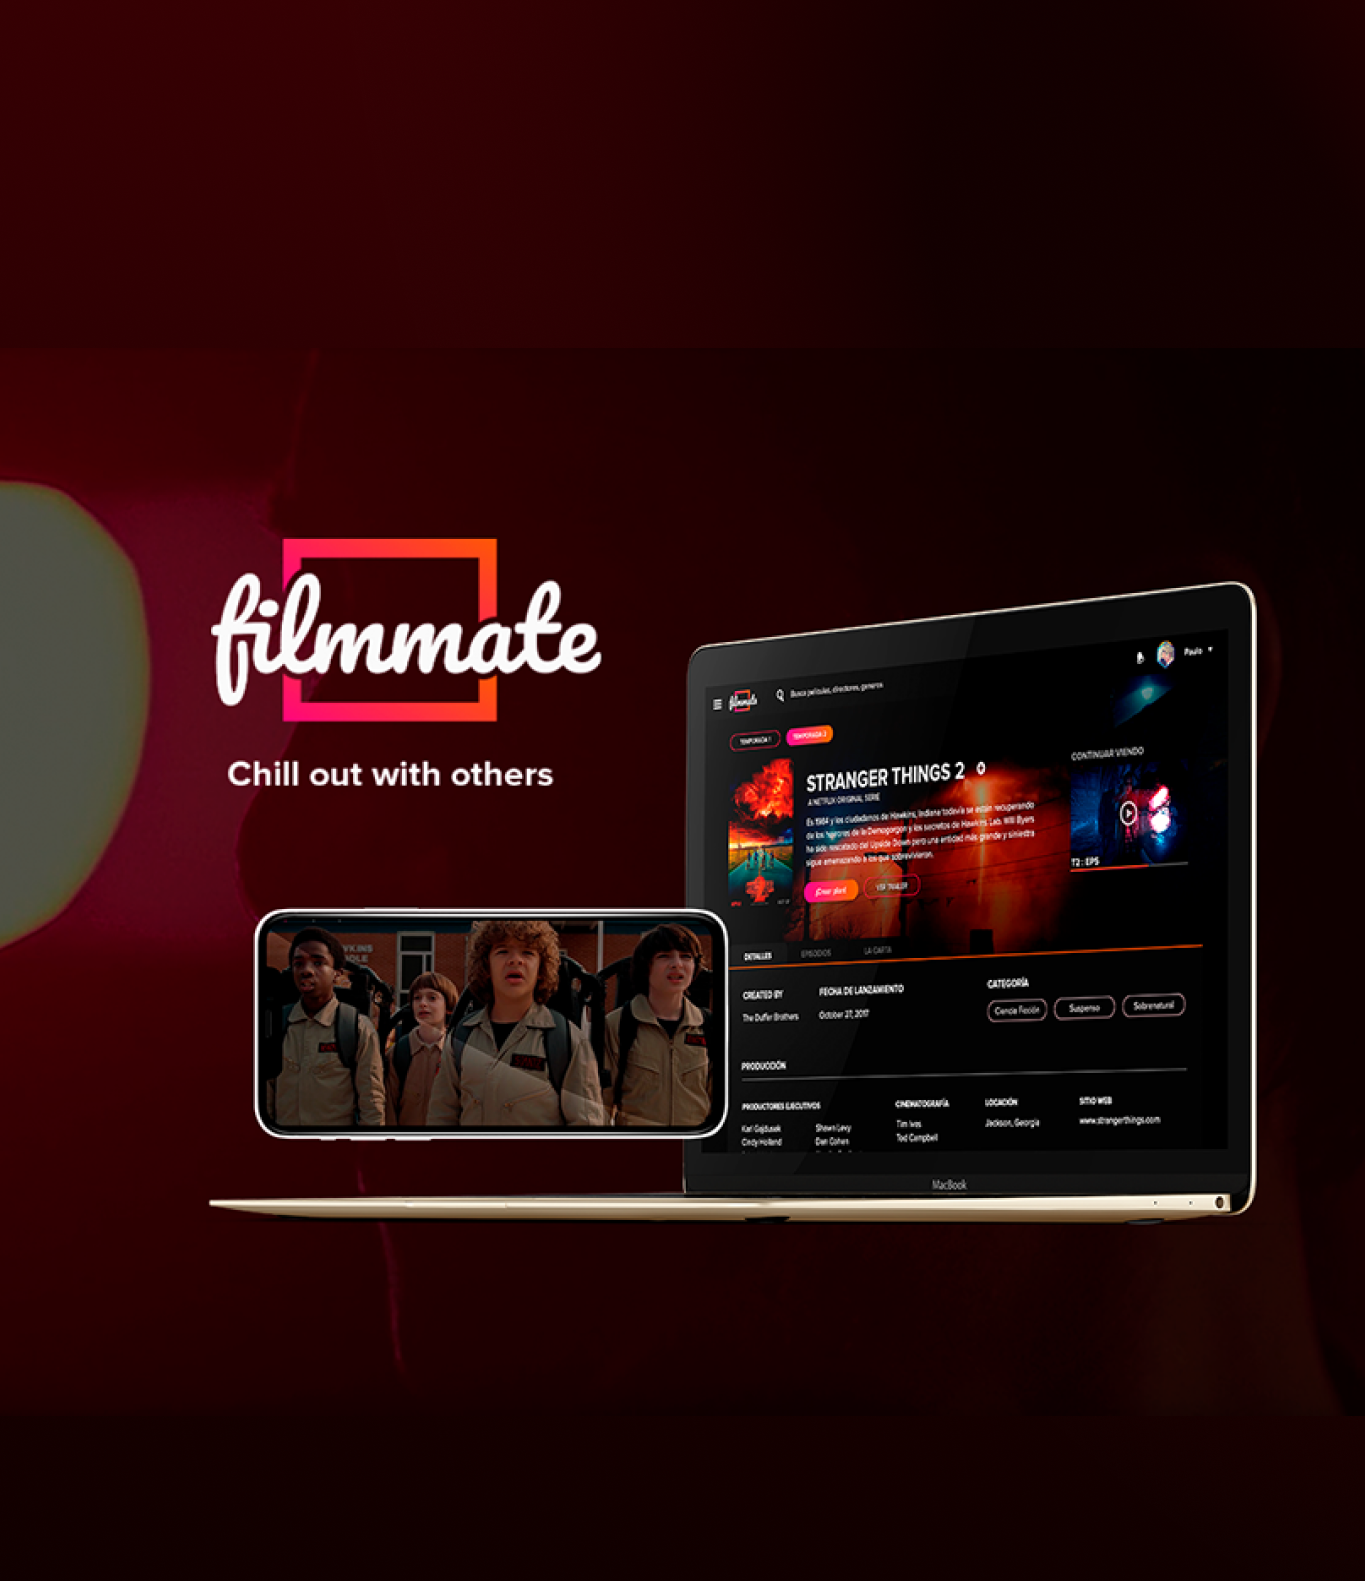 filmmate
Chill out with others
filmmate
Busca películas, directores, generos
Paulo
TEMPORADA 1
TEMPORADA 2
STRANGER THINGS 2
A NETFLIX ORIGINAL SERIE
Es 1984 y los ciudadanos de Hawkins, Indiana todavía se están recuperando
de los horrores de la Demogorgon y los secretos de Hawkins Lab. Will Byers
ha sido rescatado del Upside Down pero una entidad más grande y siniestra
sigue amenazando a los que sobrevivieron.
¡Crear plan!
VER TRAILER
CONTINUAR VIENDO
T2 : EP5
DETALLES
EPISODIOS
LA CARTA
CREATED BY
The Duffer Brothers
FECHA DE LANZAMIENTO
October 27, 2017
CATEGORÍA
Ciencia Ficción
Suspenso
Sobrenatural
PRODUCCIÓN
PRODUCTORES EJECUTIVOS
Karl Gajdusek
Cindy Holland
Shawn Levy
Dan Cohen
CINEMATOGRAFÍA
Tim Ives
Tod Campbell
LOCACIÓN
Jackson, Georgia
SITIO WEB
www.strangerthings.com
MacBook